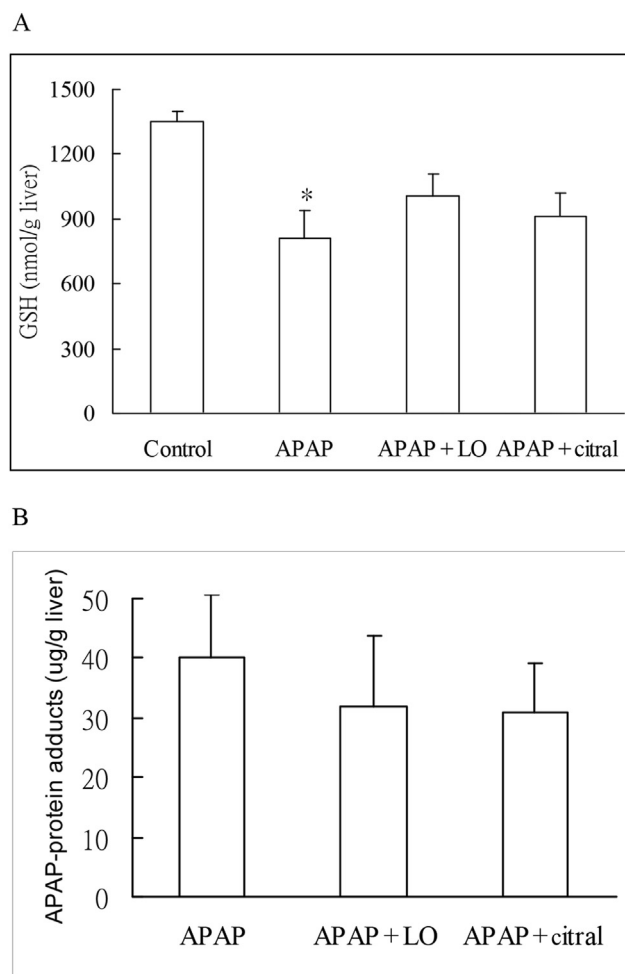 A
GSH (nmol/g liver)
1500
1200
900
600
300
0
*
Control APAP APAP + LO APAP + citral
B
APAP-protein adducts (ug/g liver)
50
40
30
20
10
0
APAP APAP + LO APAP + citral